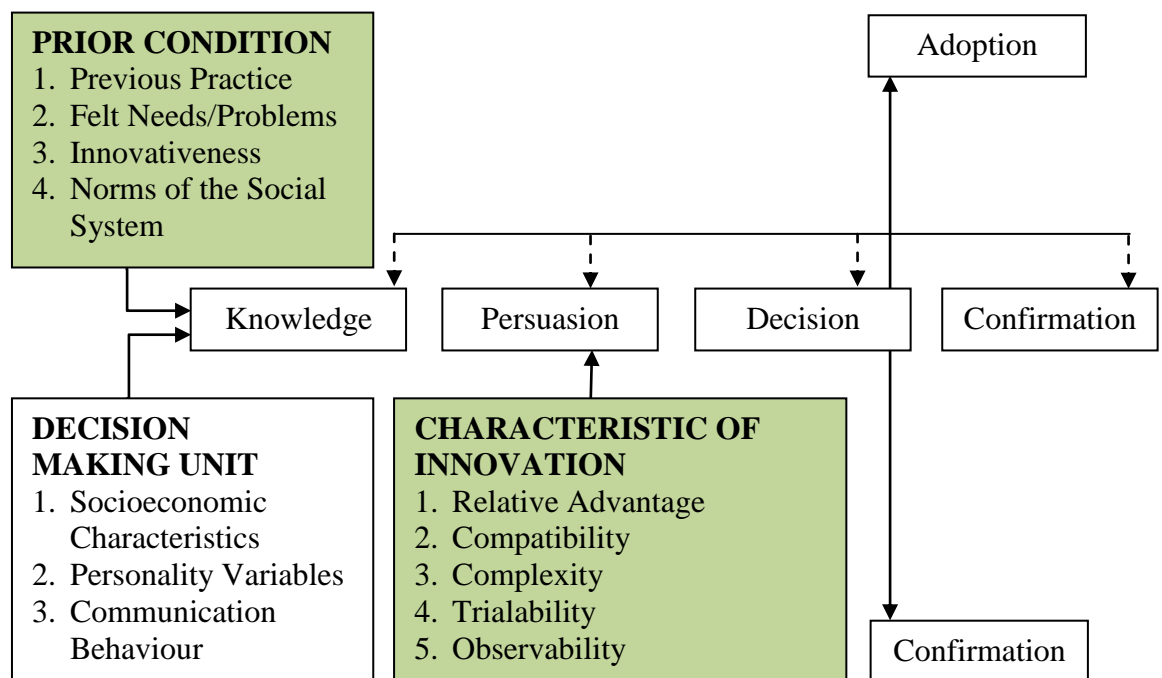 PRIOR CONDITION
1. Previous Practice
2. Felt Needs/Problems
3. Innovativeness
4. Norms of the Social
System
Adoption
Knowledge
Persuasion
Decision
Confirmation
DECISION
MAKING UNIT
1. Socioeconomic
Characteristics
2. Personality Variables
3. Communication
Behaviour
CHARACTERISTIC OF
INNOVATION
1. Relative Advantage
2. Compatibility
3. Complexity
4. Trialability
5. Observability
Confirmation